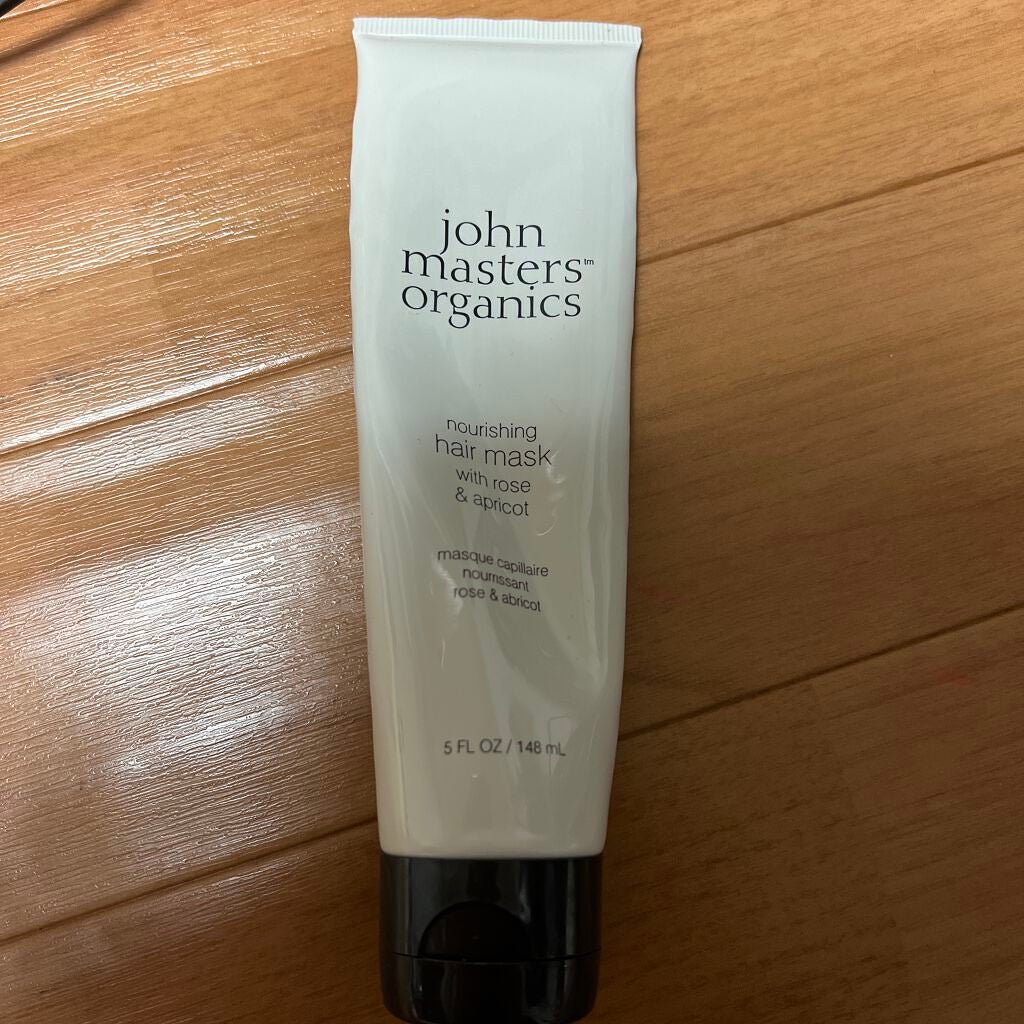 john
masters™
organics
nourishing
hair mask
with rose
& apricot
masque capillaire
nourrissant
rose & abricot
5 FL OZ / 148 mL